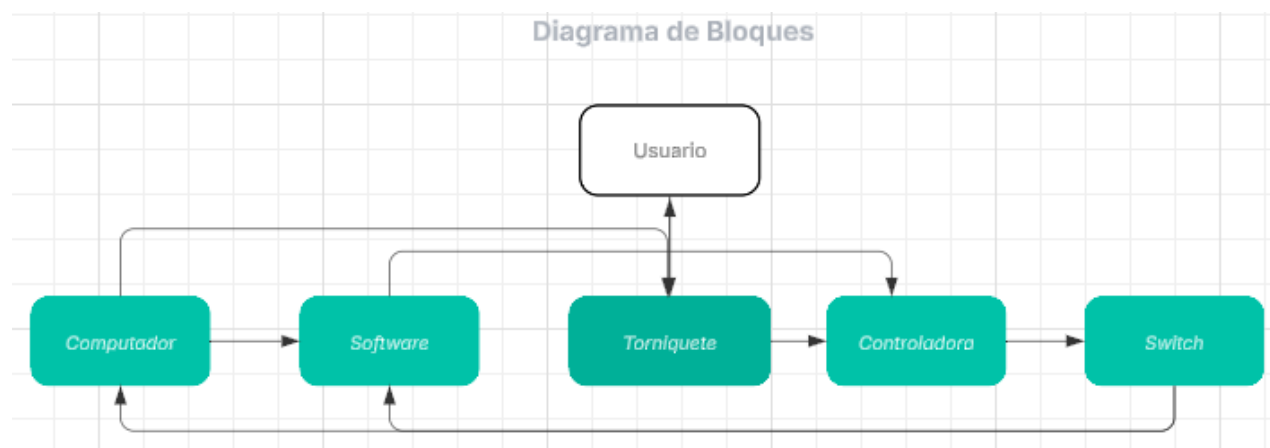 Diagrama de Bloques
Usuario
Computador
Software
Torniquete
Controladora
Switch